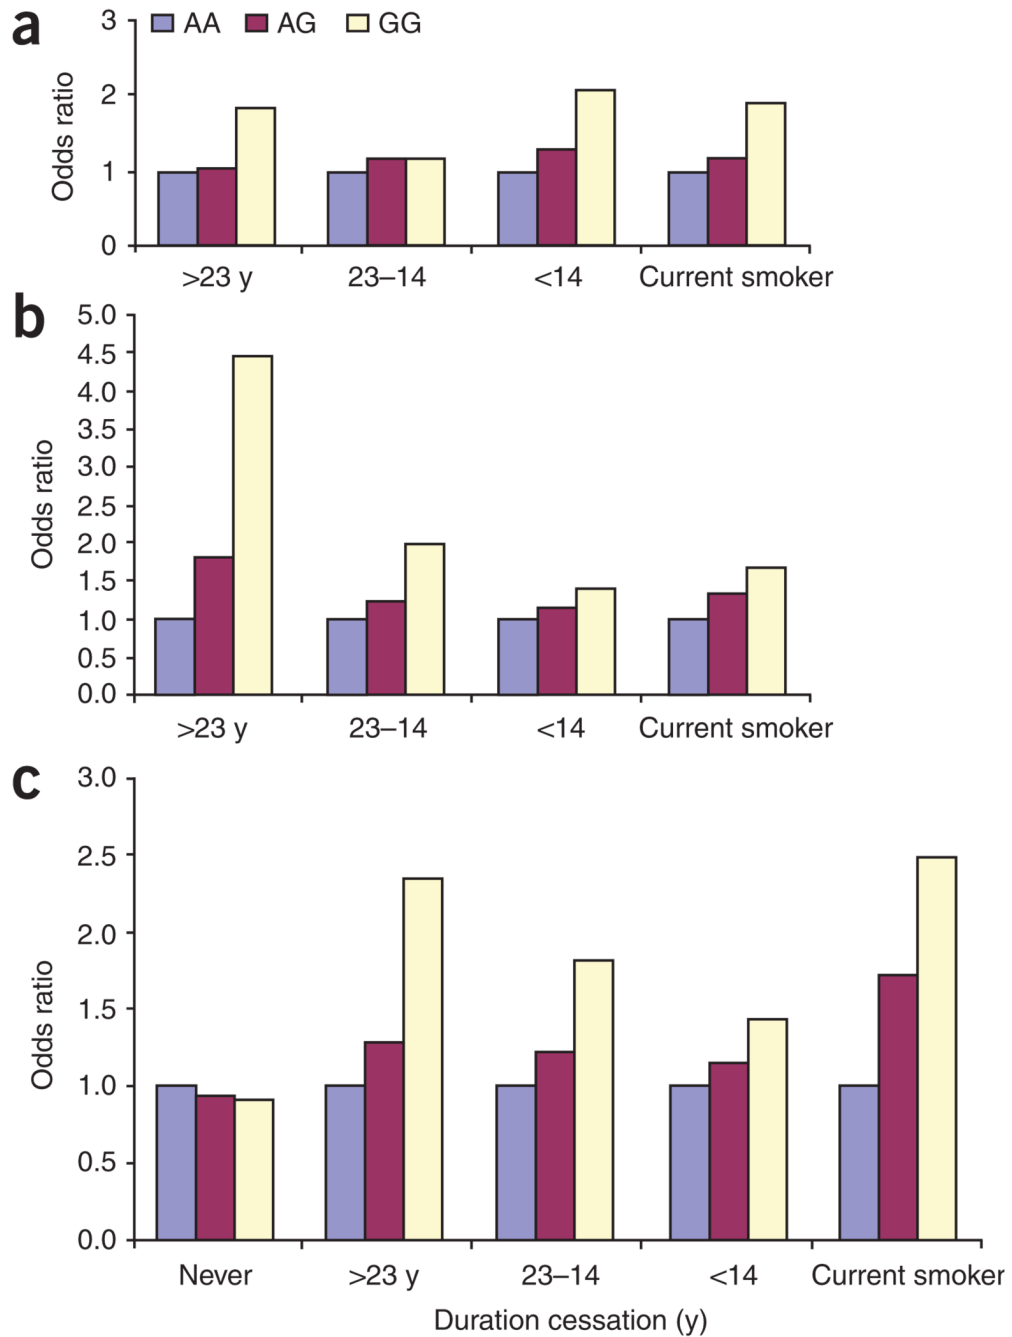 a
AA AG GG
3
2
1
0
Odds ratio
>23 y 23–14 <14 Current smoker
b
5.0
4.5
4.0
3.5
3.0
2.5
2.0
1.5
1.0
0.5
0.0
Odds ratio
>23 y 23–14 <14 Current smoker
c
3.0
2.5
2.0
1.5
1.0
0.5
0.0
Odds ratio
Never >23 y 23–14 <14 Current smoker
Duration cessation (y)